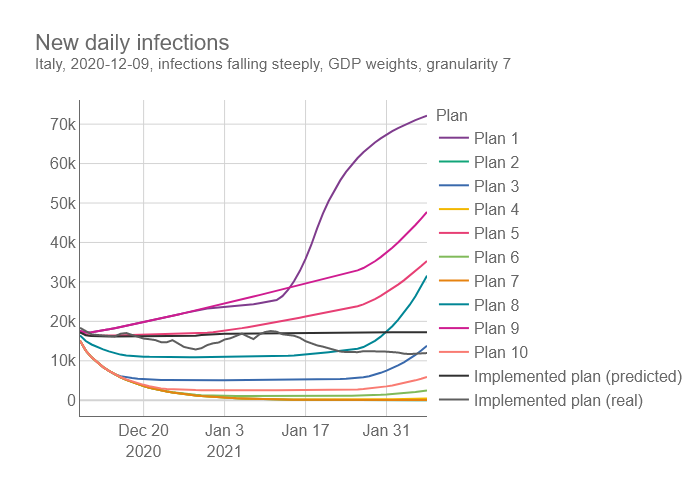 New daily infections
Italy, 2020-12-09, infections falling steeply, GDP weights, granularity 7
70k
60k
50k
40k
30k
20k
10k
0
Dec 20
2020
Jan 3
2021
Jan 17
Jan 31
Plan
Plan 1
Plan 2
Plan 3
Plan 4
Plan 5
Plan 6
Plan 7
Plan 8
Plan 9
Plan 10
Implemented plan (predicted)
Implemented plan (real)